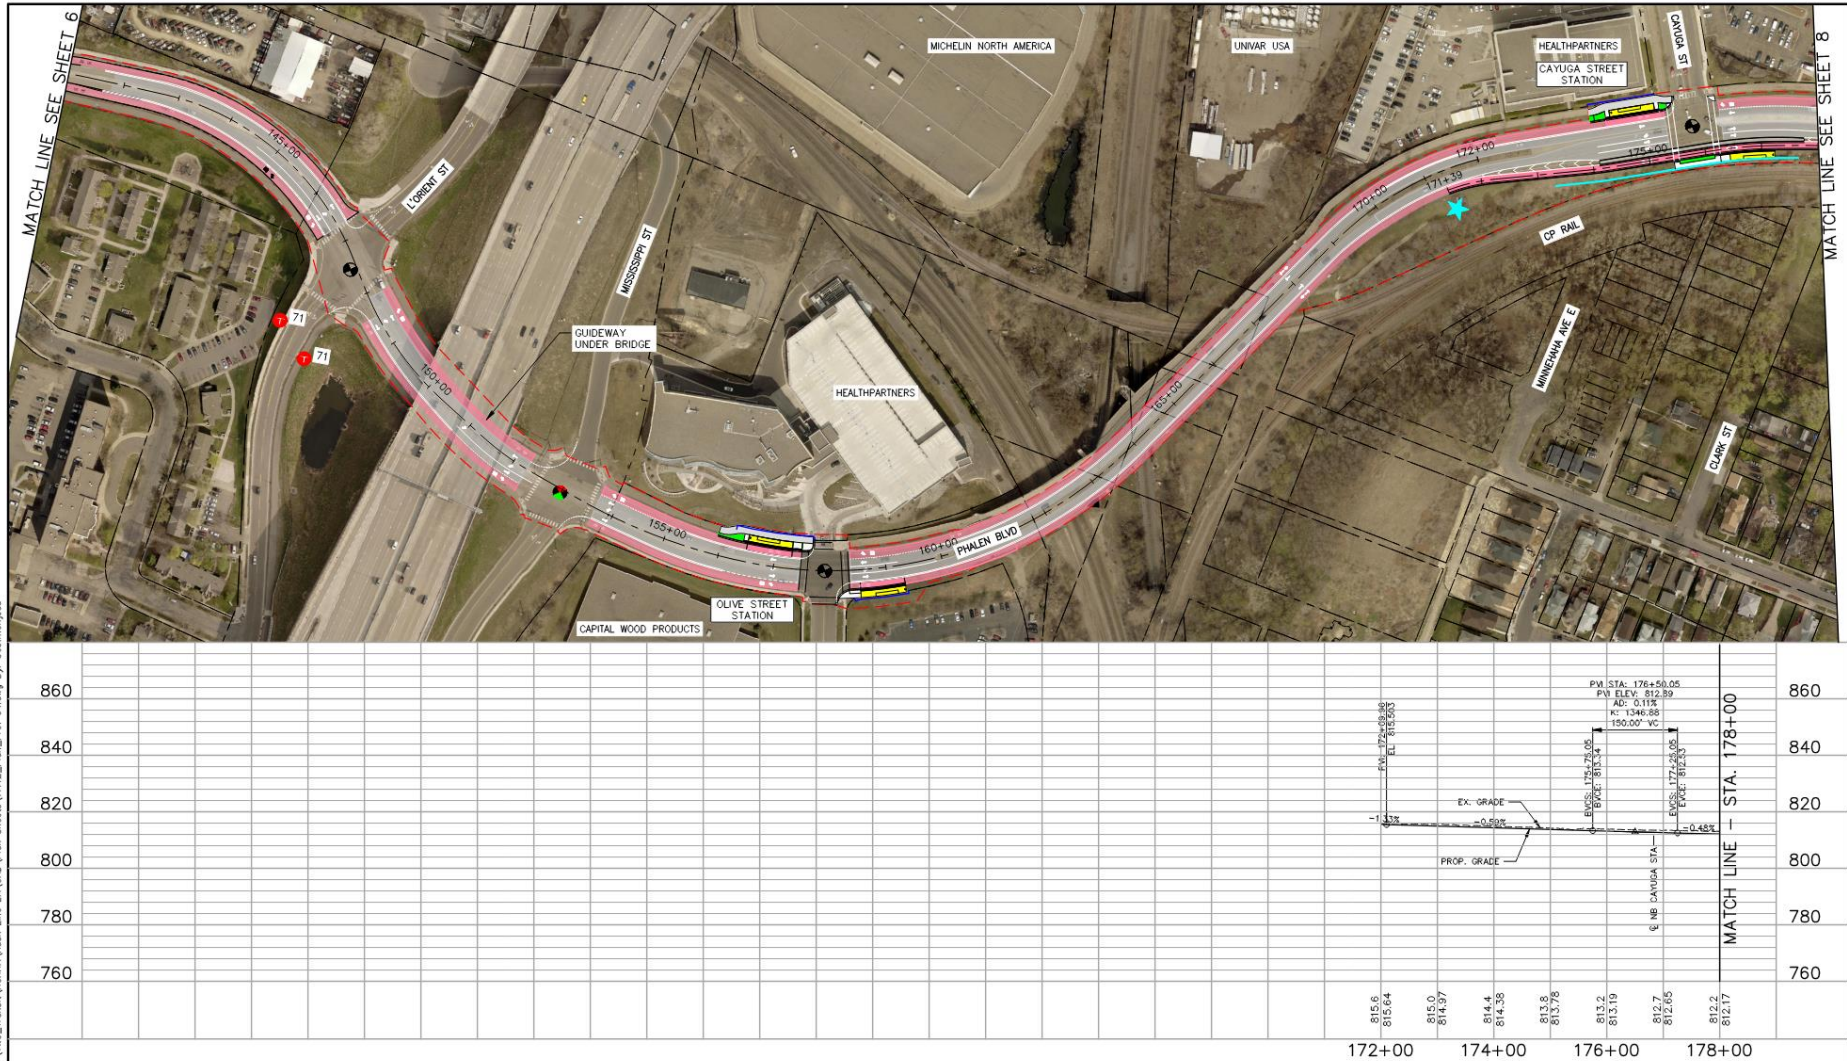 MATCH LINE SEE SHEET 6
MATCH LINE SEE SHEET 8
MICHELIN NORTH AMERICA
UNIVAR USA
HEALTHPARTNERS
CAYUGA STREET
STATION
CAYUGA ST
145+00
L'ORIENT ST
MISSISSIPPI ST
71
71
GUIDEWAY
UNDER BRIDGE
150+00
HEALTHPARTNERS
155+00
OLIVE STREET
STATION
CAPITAL WOOD PRODUCTS
160+00
PHALEN BLVD
165+00
170+00
171+39
172+00
175+00
CP RAIL
MINNEHAHA AVE E
CLARK ST
860
840
820
800
780
760
860
840
820
800
780
760
EL: 815.503
-1.33%
-0.59%
-0.48%
EX. GRADE
PROP. GRADE
PVI STA: 176+50.05
PVI ELEV: 812.89
AD: 0.11%
K: 1346.88
150.00' VC
BVCS: 175+75.05
BVCE: 813.34
EVCS: 177+25.05
EVCE: 812.53
NB CAYUGA STA
MATCH LINE – STA. 178+00
815.6
815.64
815.0
814.97
814.4
814.38
813.8
813.78
813.2
813.19
812.7
812.65
812.2
812.17
172+00
174+00
176+00
178+00